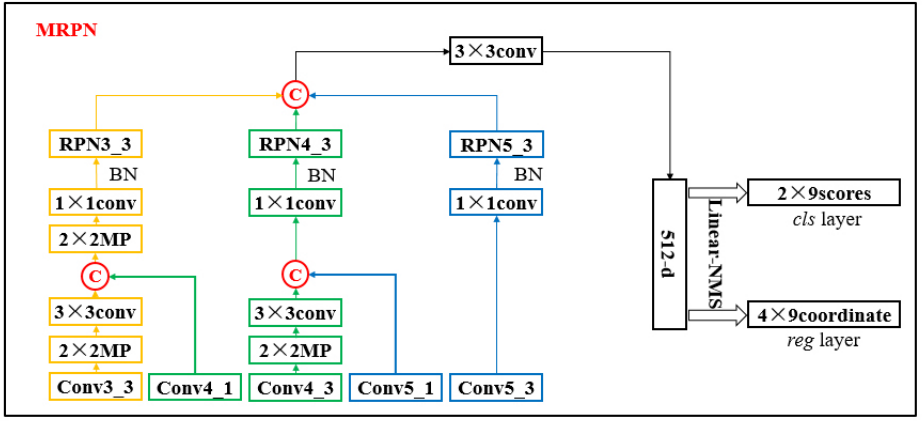 MRPN
3×3conv
C
RPN3_3
RPN4_3
RPN5_3
BN
BN
BN
1×1conv
1×1conv
1×1conv
2×2MP
C
C
3×3conv
3×3conv
2×2MP
2×2MP
Conv3_3
Conv4_1
Conv4_3
Conv5_1
Conv5_3
512-d
Linear-NMS
2×9scores
cls layer
4×9coordinate
reg layer